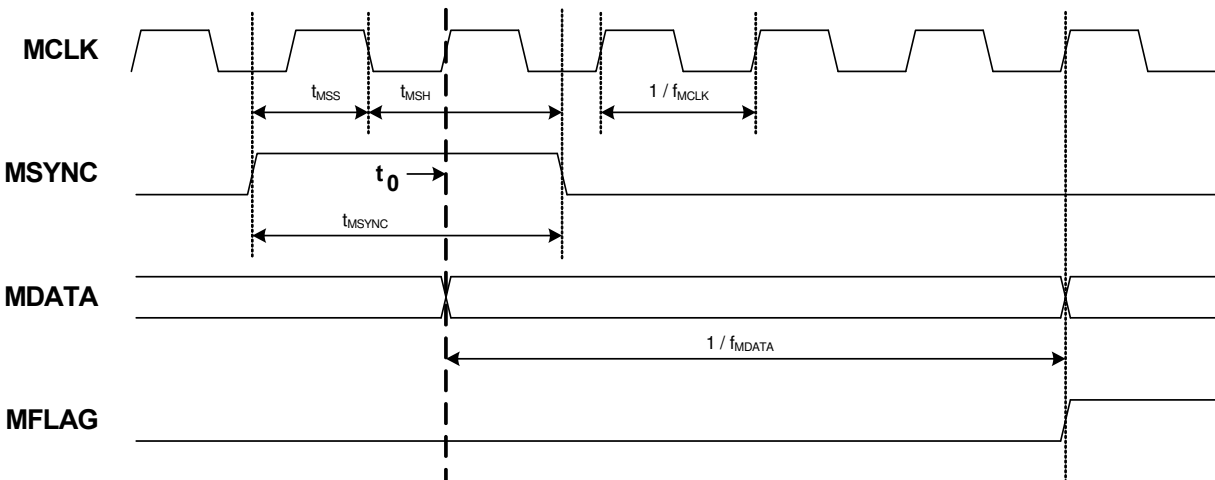 MCLK
tMSS
tMSH
1 / fMCLK
MSYNC
t0
tMSYNC
MDATA
1 / fMDATA
MFLAG